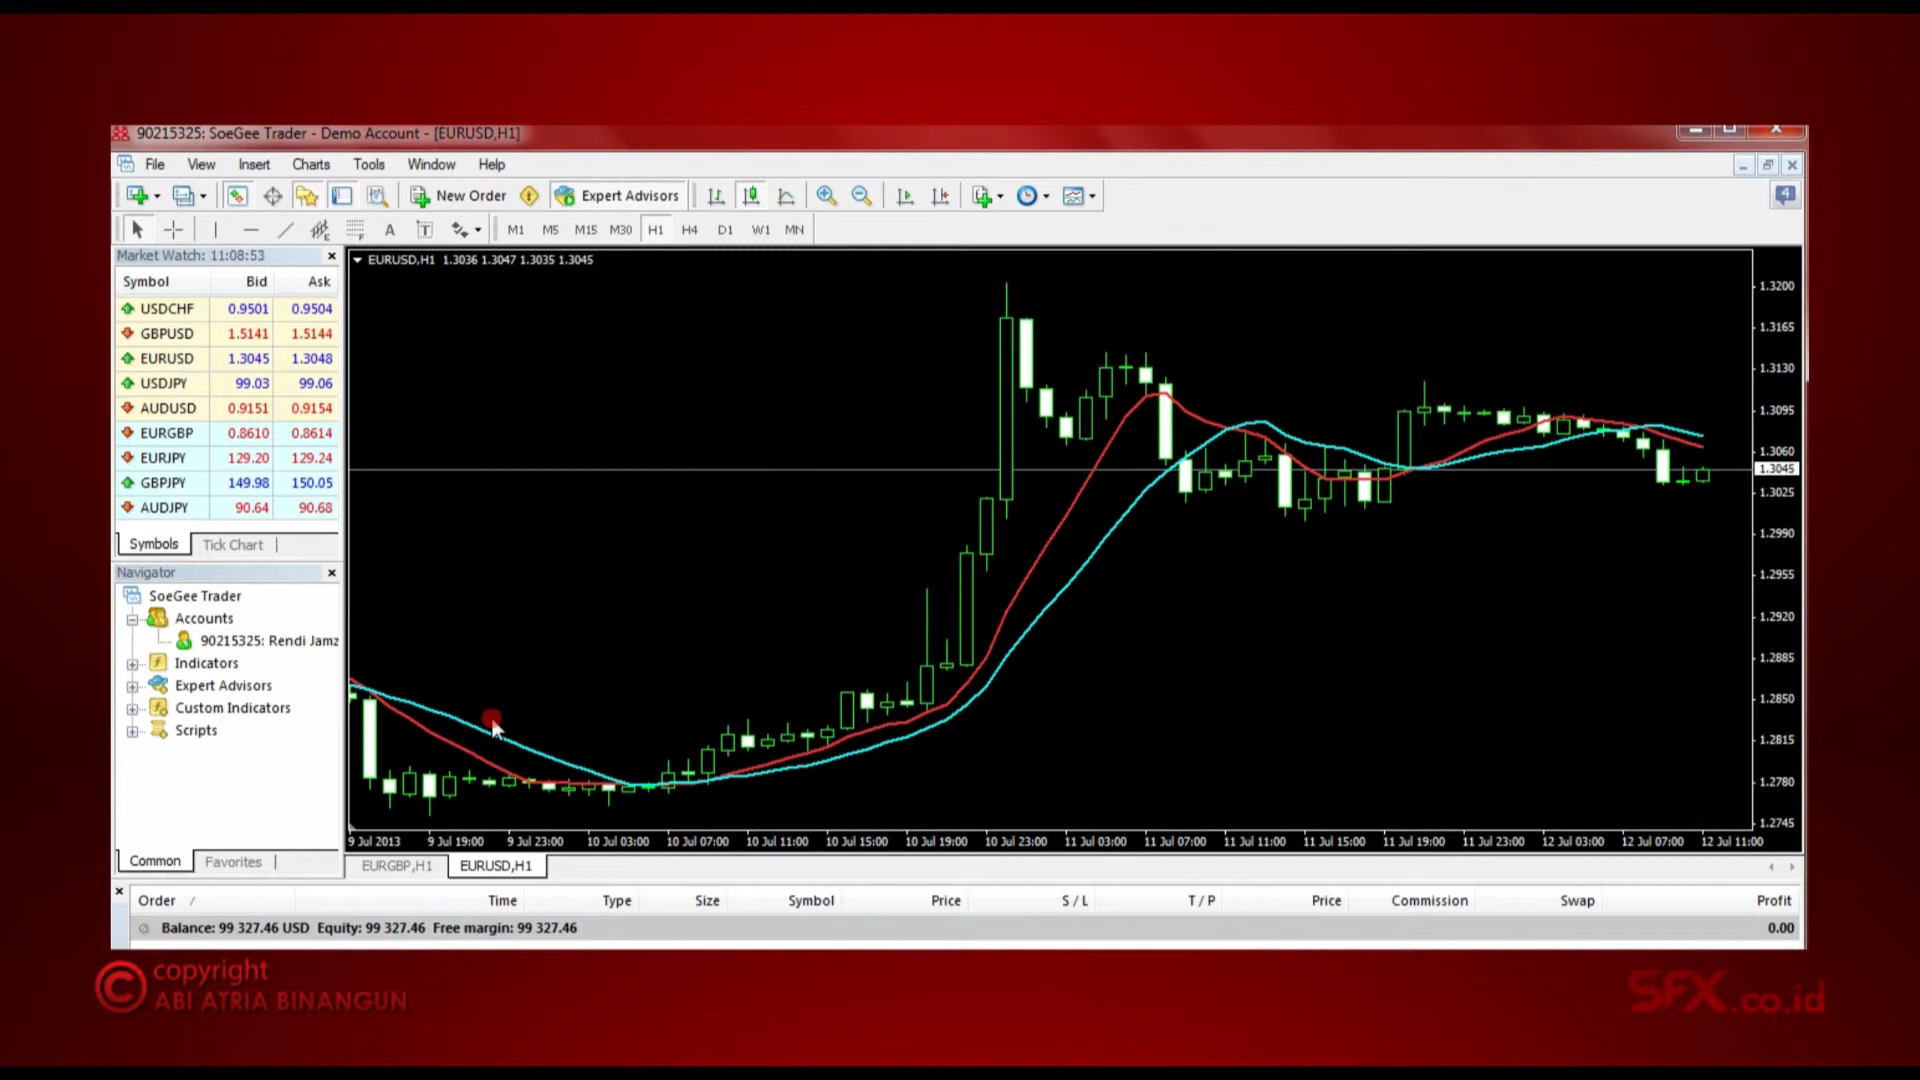 90215325: SoeGee Trader - Demo Account - [EURUSD,H1]
File View Insert Charts Tools Window Help
New Order Expert Advisors
4
A T M1 M5 M15 M30 H1 H4 D1 W1 MN
Market Watch: 11:08:53
Symbol Bid Ask
USDCHF 0.9501 0.9504
GBPUSD 1.5141 1.5144
EURUSD 1.3045 1.3048
USDJPY 99.03 99.06
AUDUSD 0.9151 0.9154
EURGBP 0.8610 0.8614
EURJPY 129.20 129.24
GBPJPY 149.98 150.05
AUDJPY 90.64 90.68
Symbols Tick Chart
Navigator
SoeGee Trader
Accounts
90215325: Rendi Jamz
Indicators
Expert Advisors
Custom Indicators
Scripts
Common Favorites
EURUSD,H1 1.3036 1.3047 1.3035 1.3045
1.3200
1.3165
1.3130
1.3095
1.3060
1.3045
1.3025
1.2990
1.2955
1.2920
1.2885
1.2850
1.2815
1.2780
1.2745
9 Jul 2013 9 Jul 19:00 9 Jul 23:00 10 Jul 03:00 10 Jul 07:00 10 Jul 11:00 10 Jul 15:00 10 Jul 19:00 10 Jul 23:00 11 Jul 03:00 11 Jul 07:00 11 Jul 11:00 11 Jul 15:00 11 Jul 19:00 11 Jul 23:00 12 Jul 03:00 12 Jul 07:00 12 Jul 11:00
EURGBP,H1 EURUSD,H1
Order / Time Type Size Symbol Price S / L T / P Price Commission Swap Profit
Balance: 99 327.46 USD Equity: 99 327.46 Free margin: 99 327.46 0.00
© copyright
ABI ATRIA BINANGUN
SFX.co.id